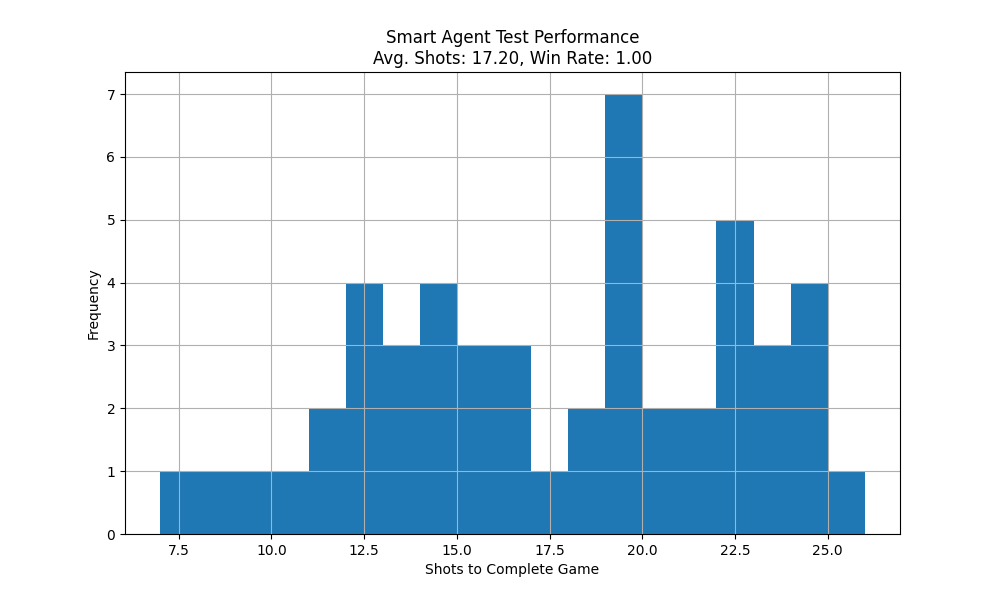 Smart Agent Test Performance
Avg. Shots: 17.20, Win Rate: 1.00
7
6
5
4
3
2
1
0
Frequency
7.5 10.0 12.5 15.0 17.5 20.0 22.5 25.0
Shots to Complete Game